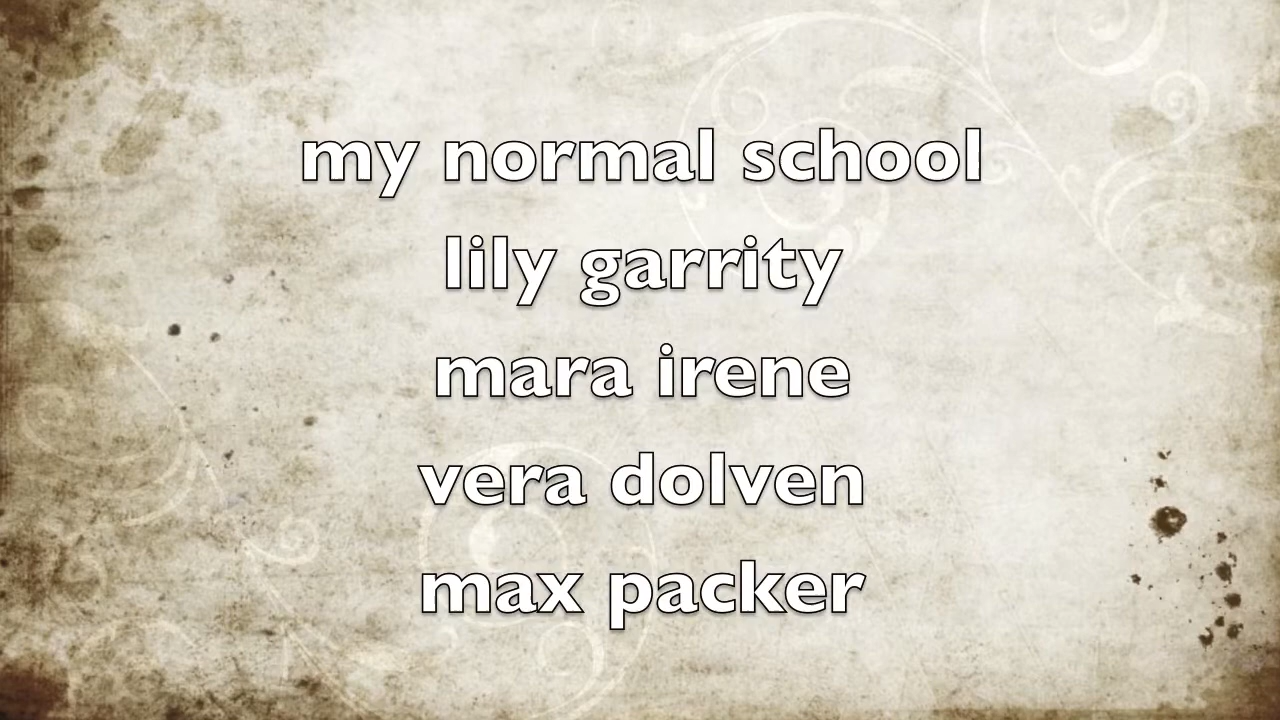 my normal school
lily garrity
mara irene
vera dolven
max packer